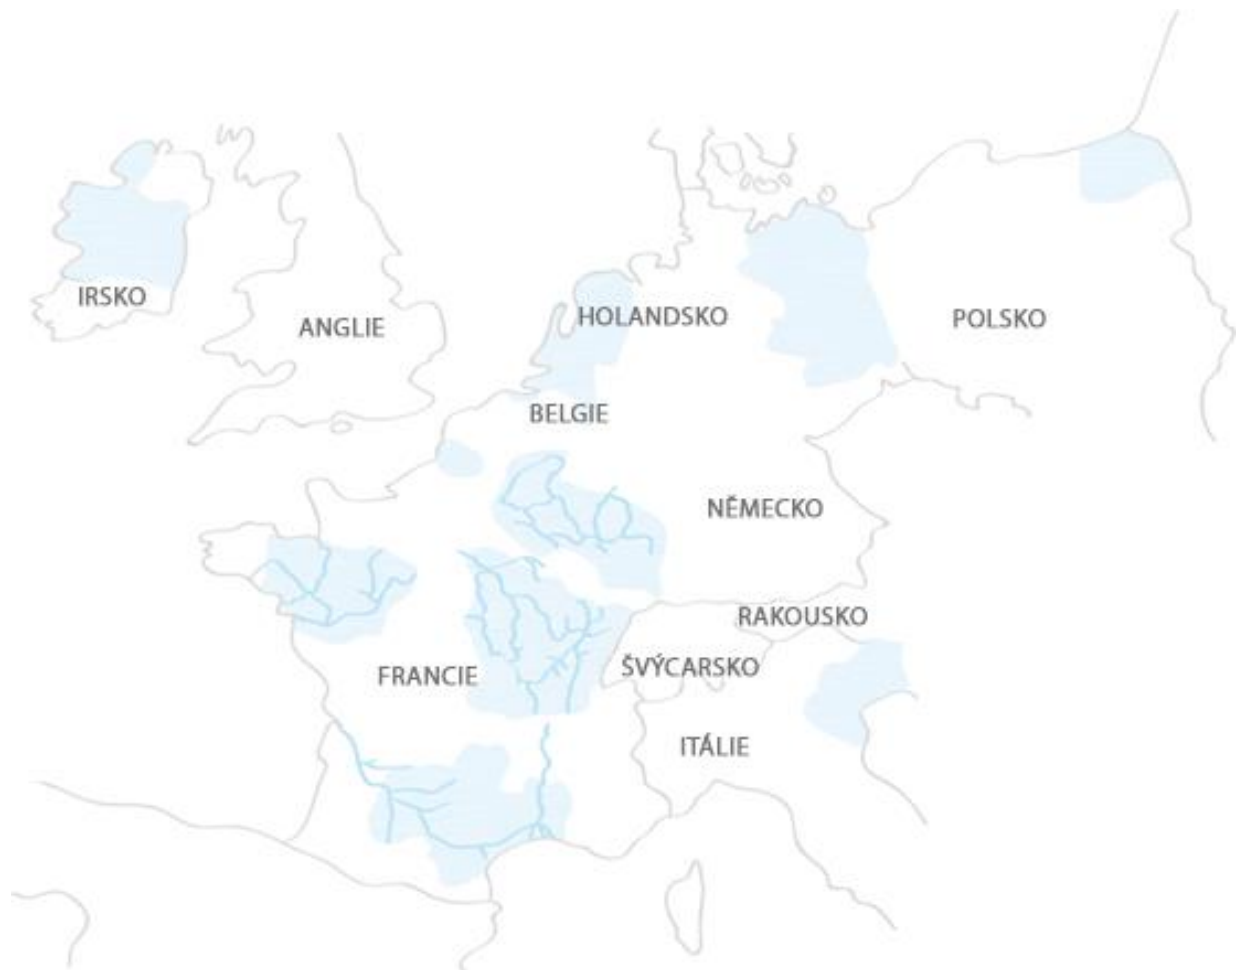 IRSKO
ANGLIE
HOLANDSKO
POLSKO
BELGIE
NĚMECKO
RAKOUSKO
FRANCIE
ŠVÝCARSKO
ITÁLIE